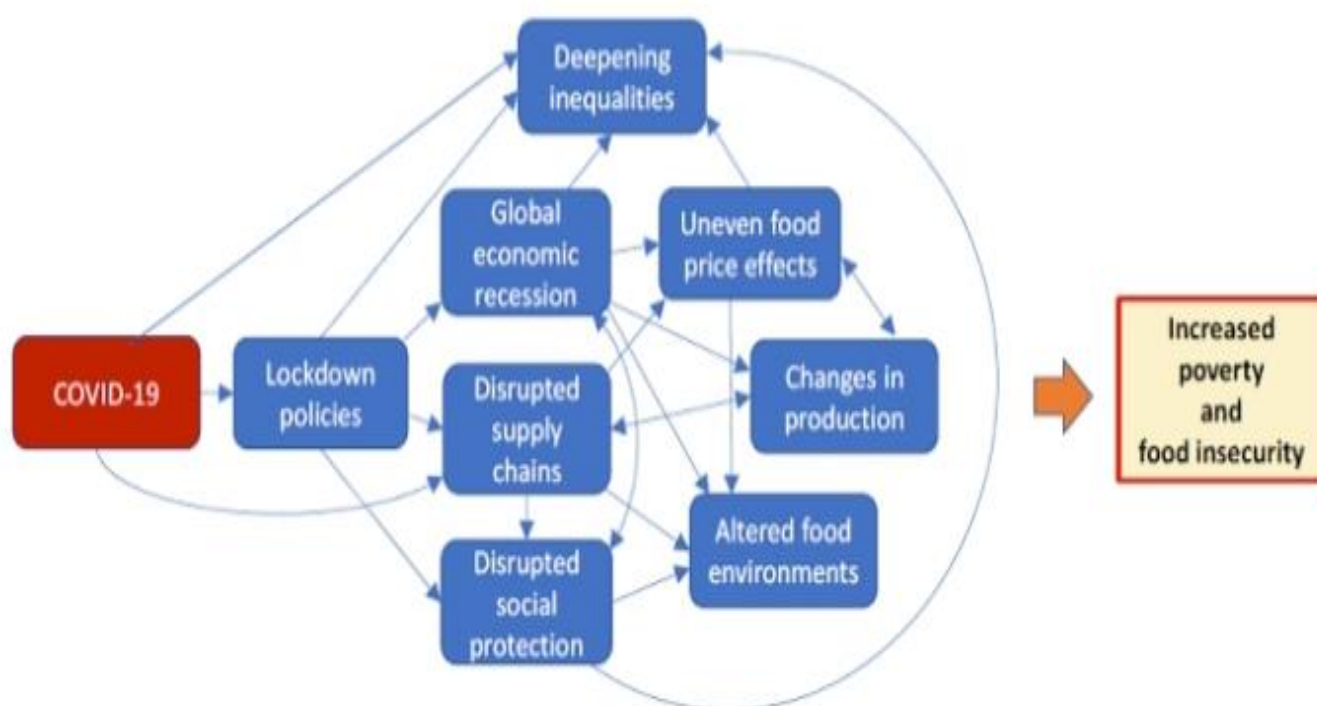 Deepening
inequalities
Global
economic
recession
Uneven food
price effects
COVID-19
Lockdown
policies
Disrupted
supply
chains
Changes in
production
Disrupted
social
protection
Altered food
environments
Increased
poverty
and
food insecurity